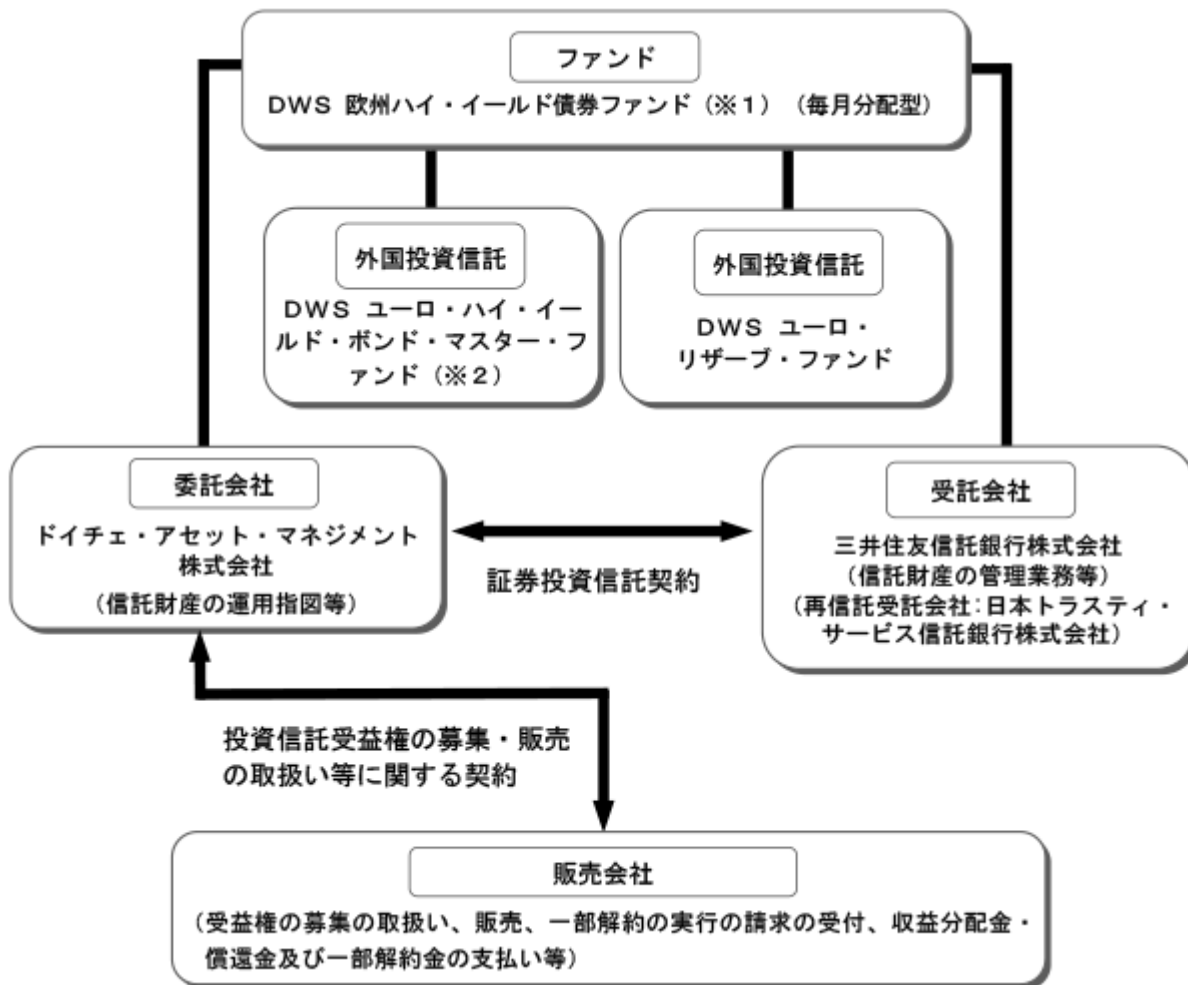 ファンド
DWS 欧州ハイ・イールド債券ファンド(※1)(毎月分配型)
外国投資信託
DWS ユーロ・ハイ・イー
ルド・ボンド・マスター・フ
ァンド(※2)
外国投資信託
DWS ユーロ・
リザーブ・ファンド
委託会社
ドイチェ・アセット・マネジメント
株式会社
(信託財産の運用指図等)
証券投資信託契約
受託会社
三井住友信託銀行株式会社
(信託財産の管理業務等)
(再信託受託会社:日本トラスティ・
サービス信託銀行株式会社)
投資信託受益権の募集・販売
の取扱い等に関する契約
販売会社
(受益権の募集の取扱い、販売、一部解約の実行の請求の受付、収益分配金・
償還金及び一部解約金の支払い等)